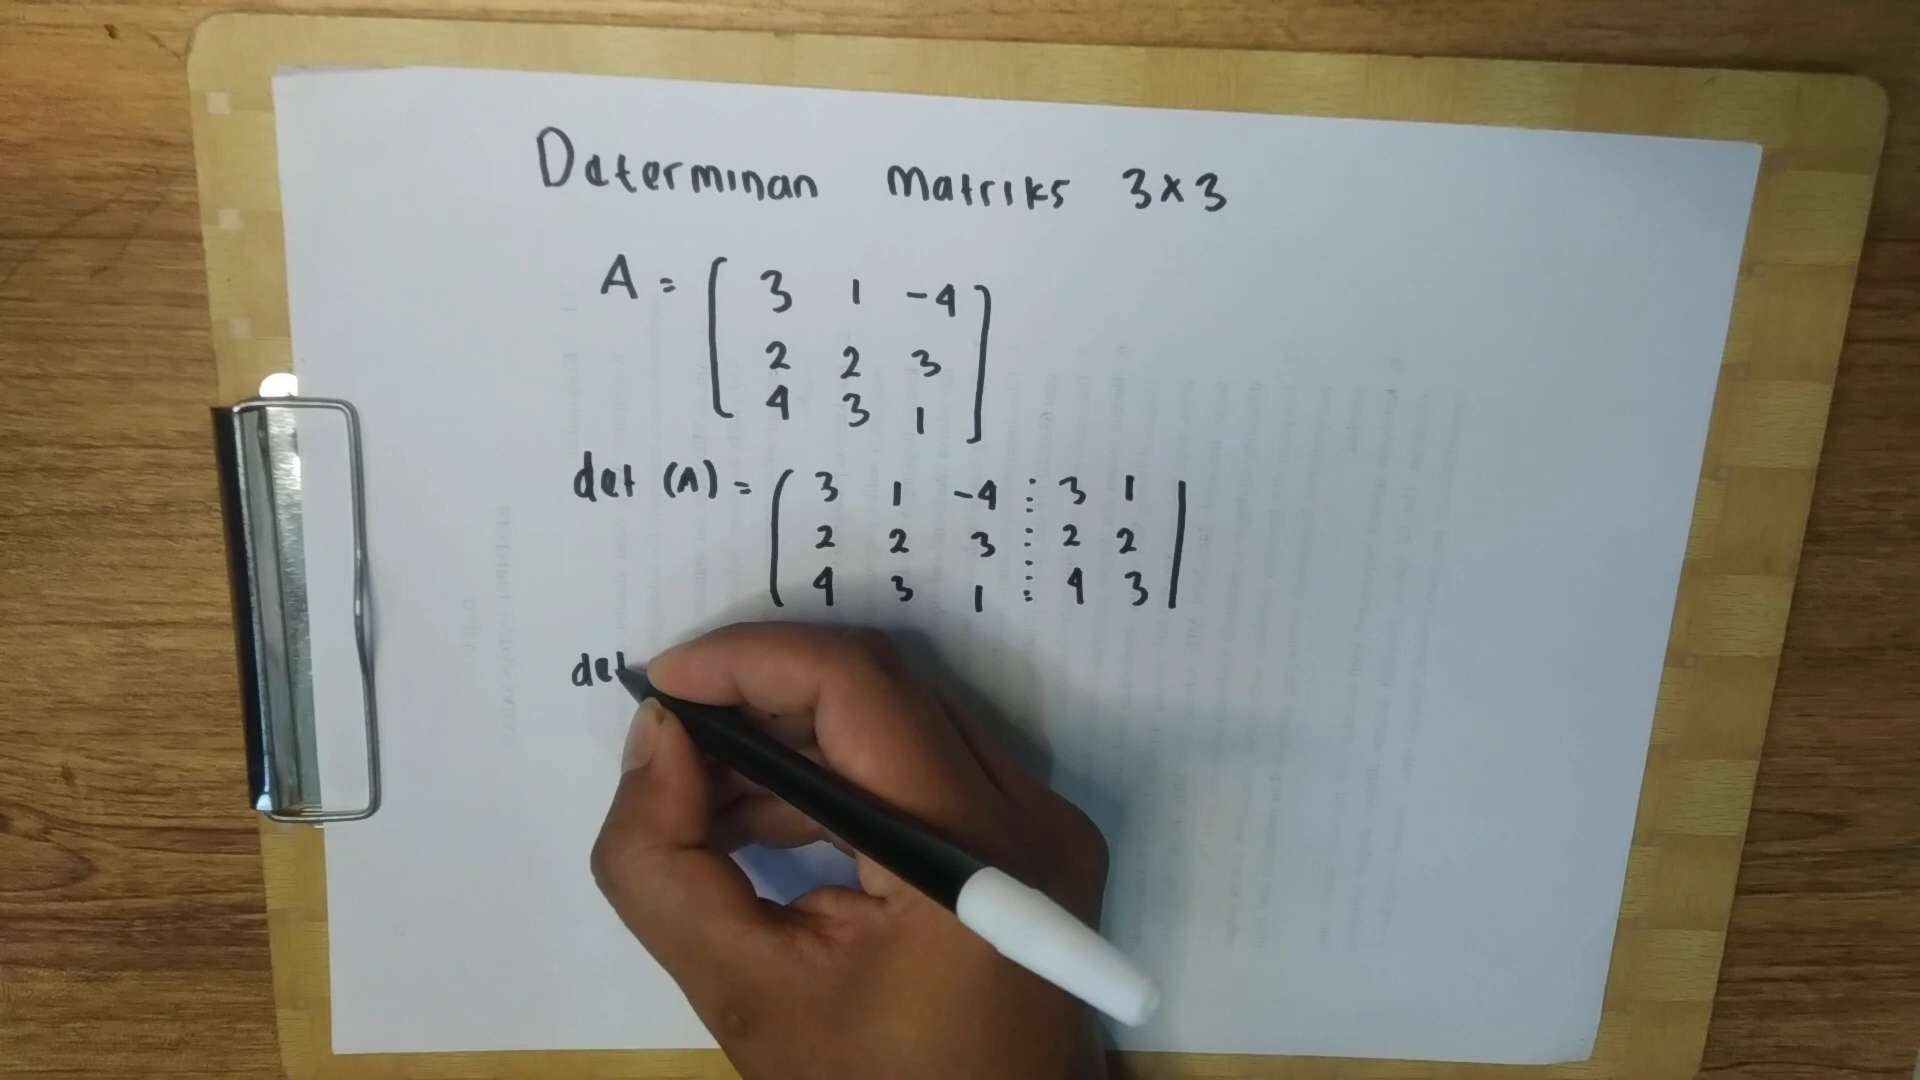 Determinan Matriks 3x3
A = [ 3 1 -4 ]
2 2 3
4 3 1
det (A) = | 3 1 -4 : 3 1 |
2 2 3 : 2 2
4 3 1 : 4 3
det